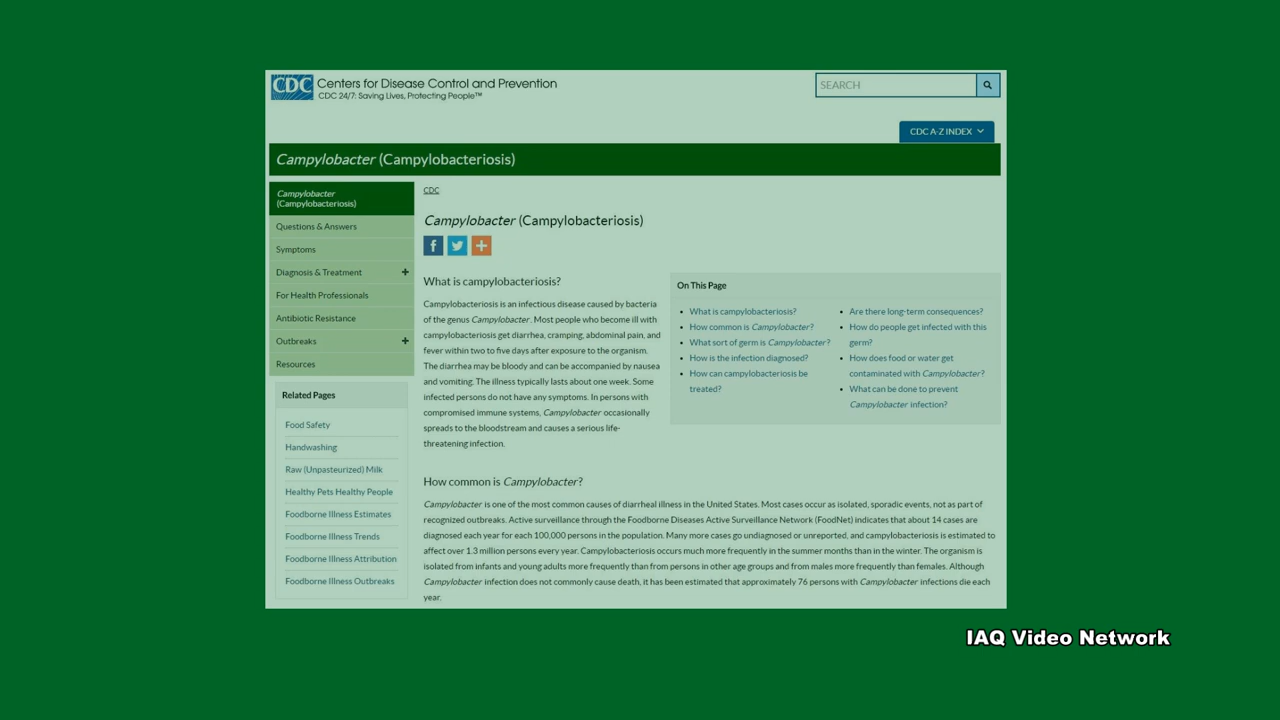 CDC Centers for Disease Control and Prevention
CDC 24/7: Saving Lives, Protecting People™
SEARCH
CDC A-Z INDEX
Campylobacter (Campylobacteriosis)
Campylobacter
(Campylobacteriosis)
Questions & Answers
Symptoms
Diagnosis & Treatment
For Health Professionals
Antibiotic Resistance
Outbreaks
Resources
Related Pages
Food Safety
Handwashing
Raw (Unpasteurized) Milk
Healthy Pets Healthy People
Foodborne Illness Estimates
Foodborne Illness Trends
Foodborne Illness Attribution
Foodborne Illness Outbreaks
CDC
Campylobacter (Campylobacteriosis)
What is campylobacteriosis?
Campylobacteriosis is an infectious disease caused by bacteria
of the genus Campylobacter. Most people who become ill with
campylobacteriosis get diarrhea, cramping, abdominal pain, and
fever within two to five days after exposure to the organism.
The diarrhea may be bloody and can be accompanied by nausea
and vomiting. The illness typically lasts about one week. Some
infected persons do not have any symptoms. In persons with
compromised immune systems, Campylobacter occasionally
spreads to the bloodstream and causes a serious life-
threatening infection.
On This Page
• What is campylobacteriosis?
• How common is Campylobacter?
• What sort of germ is Campylobacter?
• How is the infection diagnosed?
• How can campylobacteriosis be
treated?
• Are there long-term consequences?
• How do people get infected with this
germ?
• How does food or water get
contaminated with Campylobacter?
• What can be done to prevent
Campylobacter infection?
How common is Campylobacter?
Campylobacter is one of the most common causes of diarrheal illness in the United States. Most cases occur as isolated, sporadic events, not as part of
recognized outbreaks. Active surveillance through the Foodborne Diseases Active Surveillance Network (FoodNet) indicates that about 14 cases are
diagnosed each year for each 100,000 persons in the population. Many more cases go undiagnosed or unreported, and campylobacteriosis is estimated to
affect over 1.3 million persons every year. Campylobacteriosis occurs much more frequently in the summer months than in the winter. The organism is
isolated from infants and young adults more frequently than from persons in other age groups and from males more frequently than females. Although
Campylobacter infection does not commonly cause death, it has been estimated that approximately 76 persons with Campylobacter infections die each
year.
IAQ Video Network